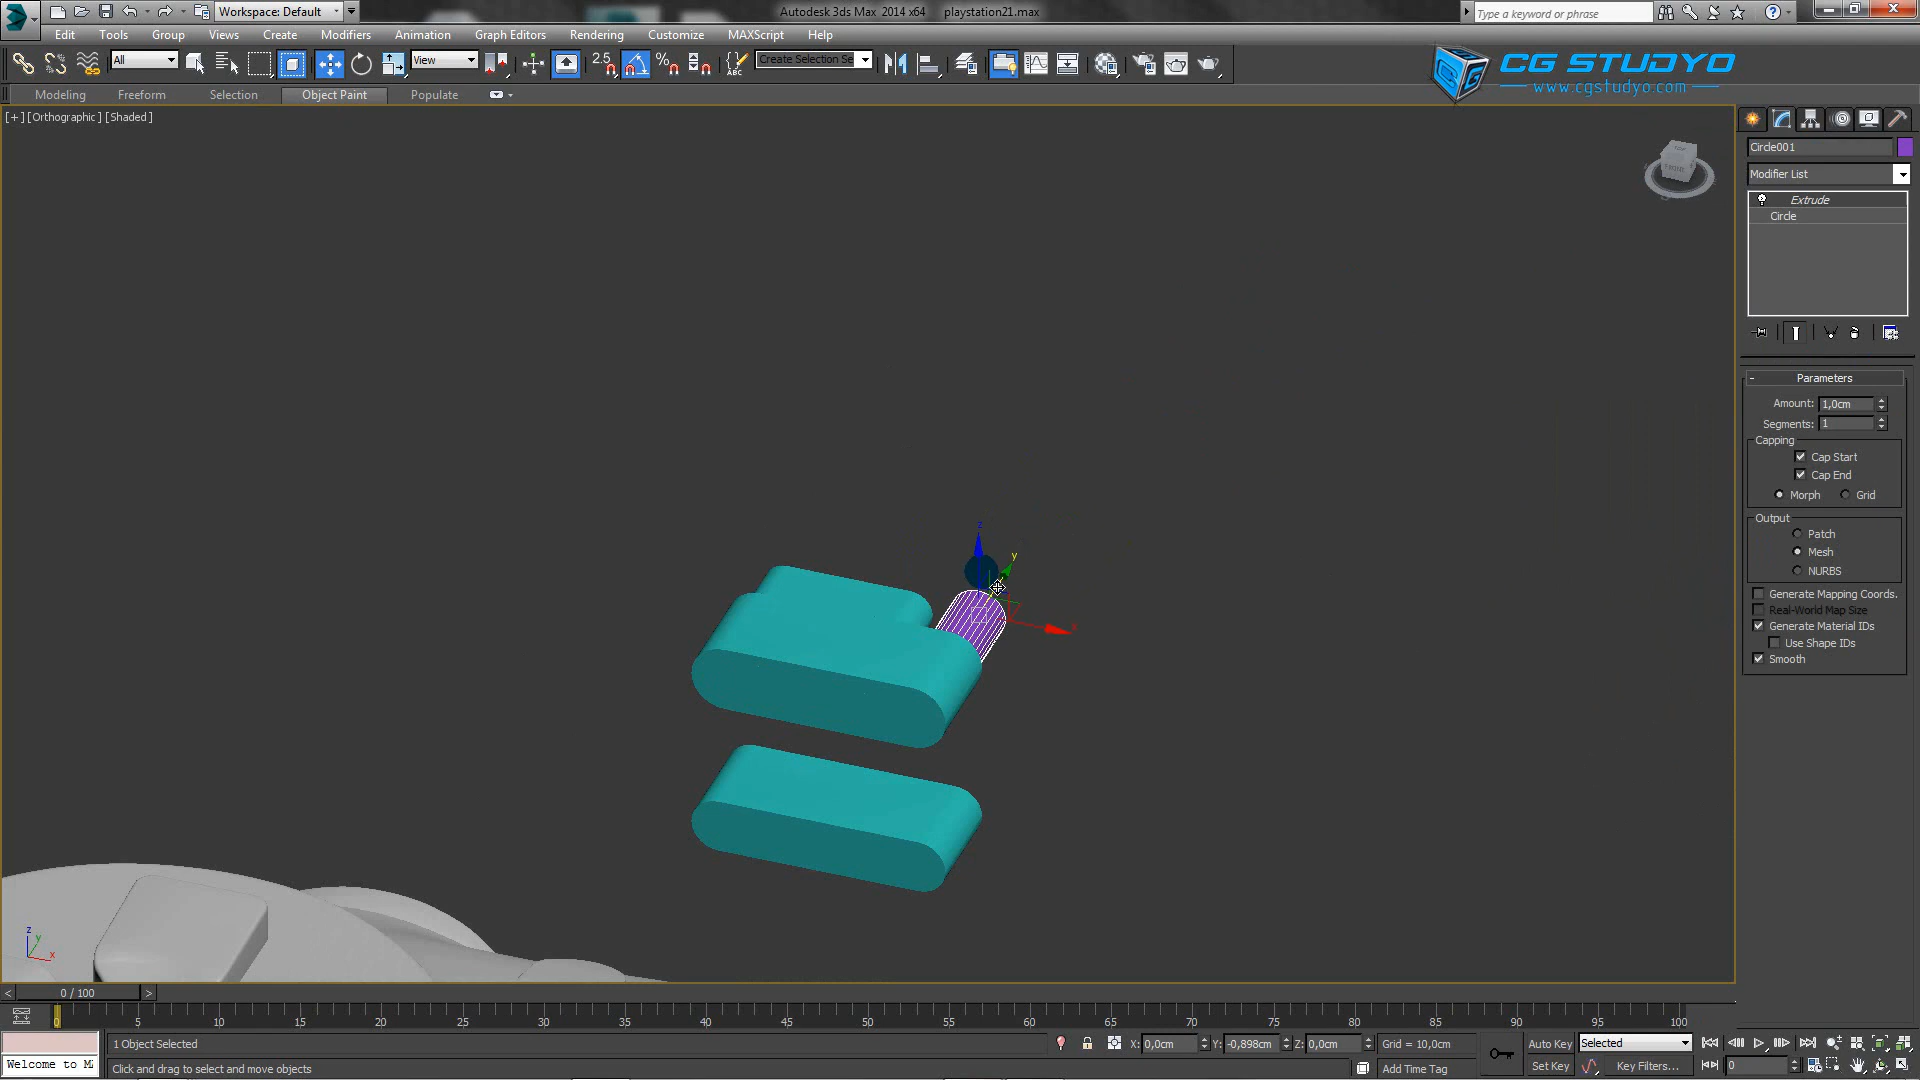 Workspace: Default
Autodesk 3ds Max 2014 x64 playstation21.max
Type a keyword or phrase
Edit Tools Group Views Create Modifiers Animation Graph Editors Rendering Customize MAXScript Help
All
View
2.5
%
ABC
Create Selection Se
CG STUDYO
www.cgstudyo.com
Modeling Freeform Selection Object Paint Populate
[+] [Orthographic] [Shaded]
Circle001
Modifier List
Extrude
Circle
- Parameters
Amount: 1,0cm
Segments: 1
Capping
Cap Start
Cap End
Morph Grid
Output
Patch
Mesh
NURBS
Generate Mapping Coords.
Real-World Map Size
Generate Material IDs
Use Shape IDs
Smooth
z
y
x
z
y
x
< 0 / 100 >
5 10 15 20 25 30 35 40 45 50 55 60 65 70 75 80 85 90 95 100
1 Object Selected
X: 0,0cm Y: -0,898cm Z: 0,0cm Grid = 10,0cm
Auto Key Selected
Welcome to M
Click and drag to select and move objects
Add Time Tag
Set Key Key Filters...
0